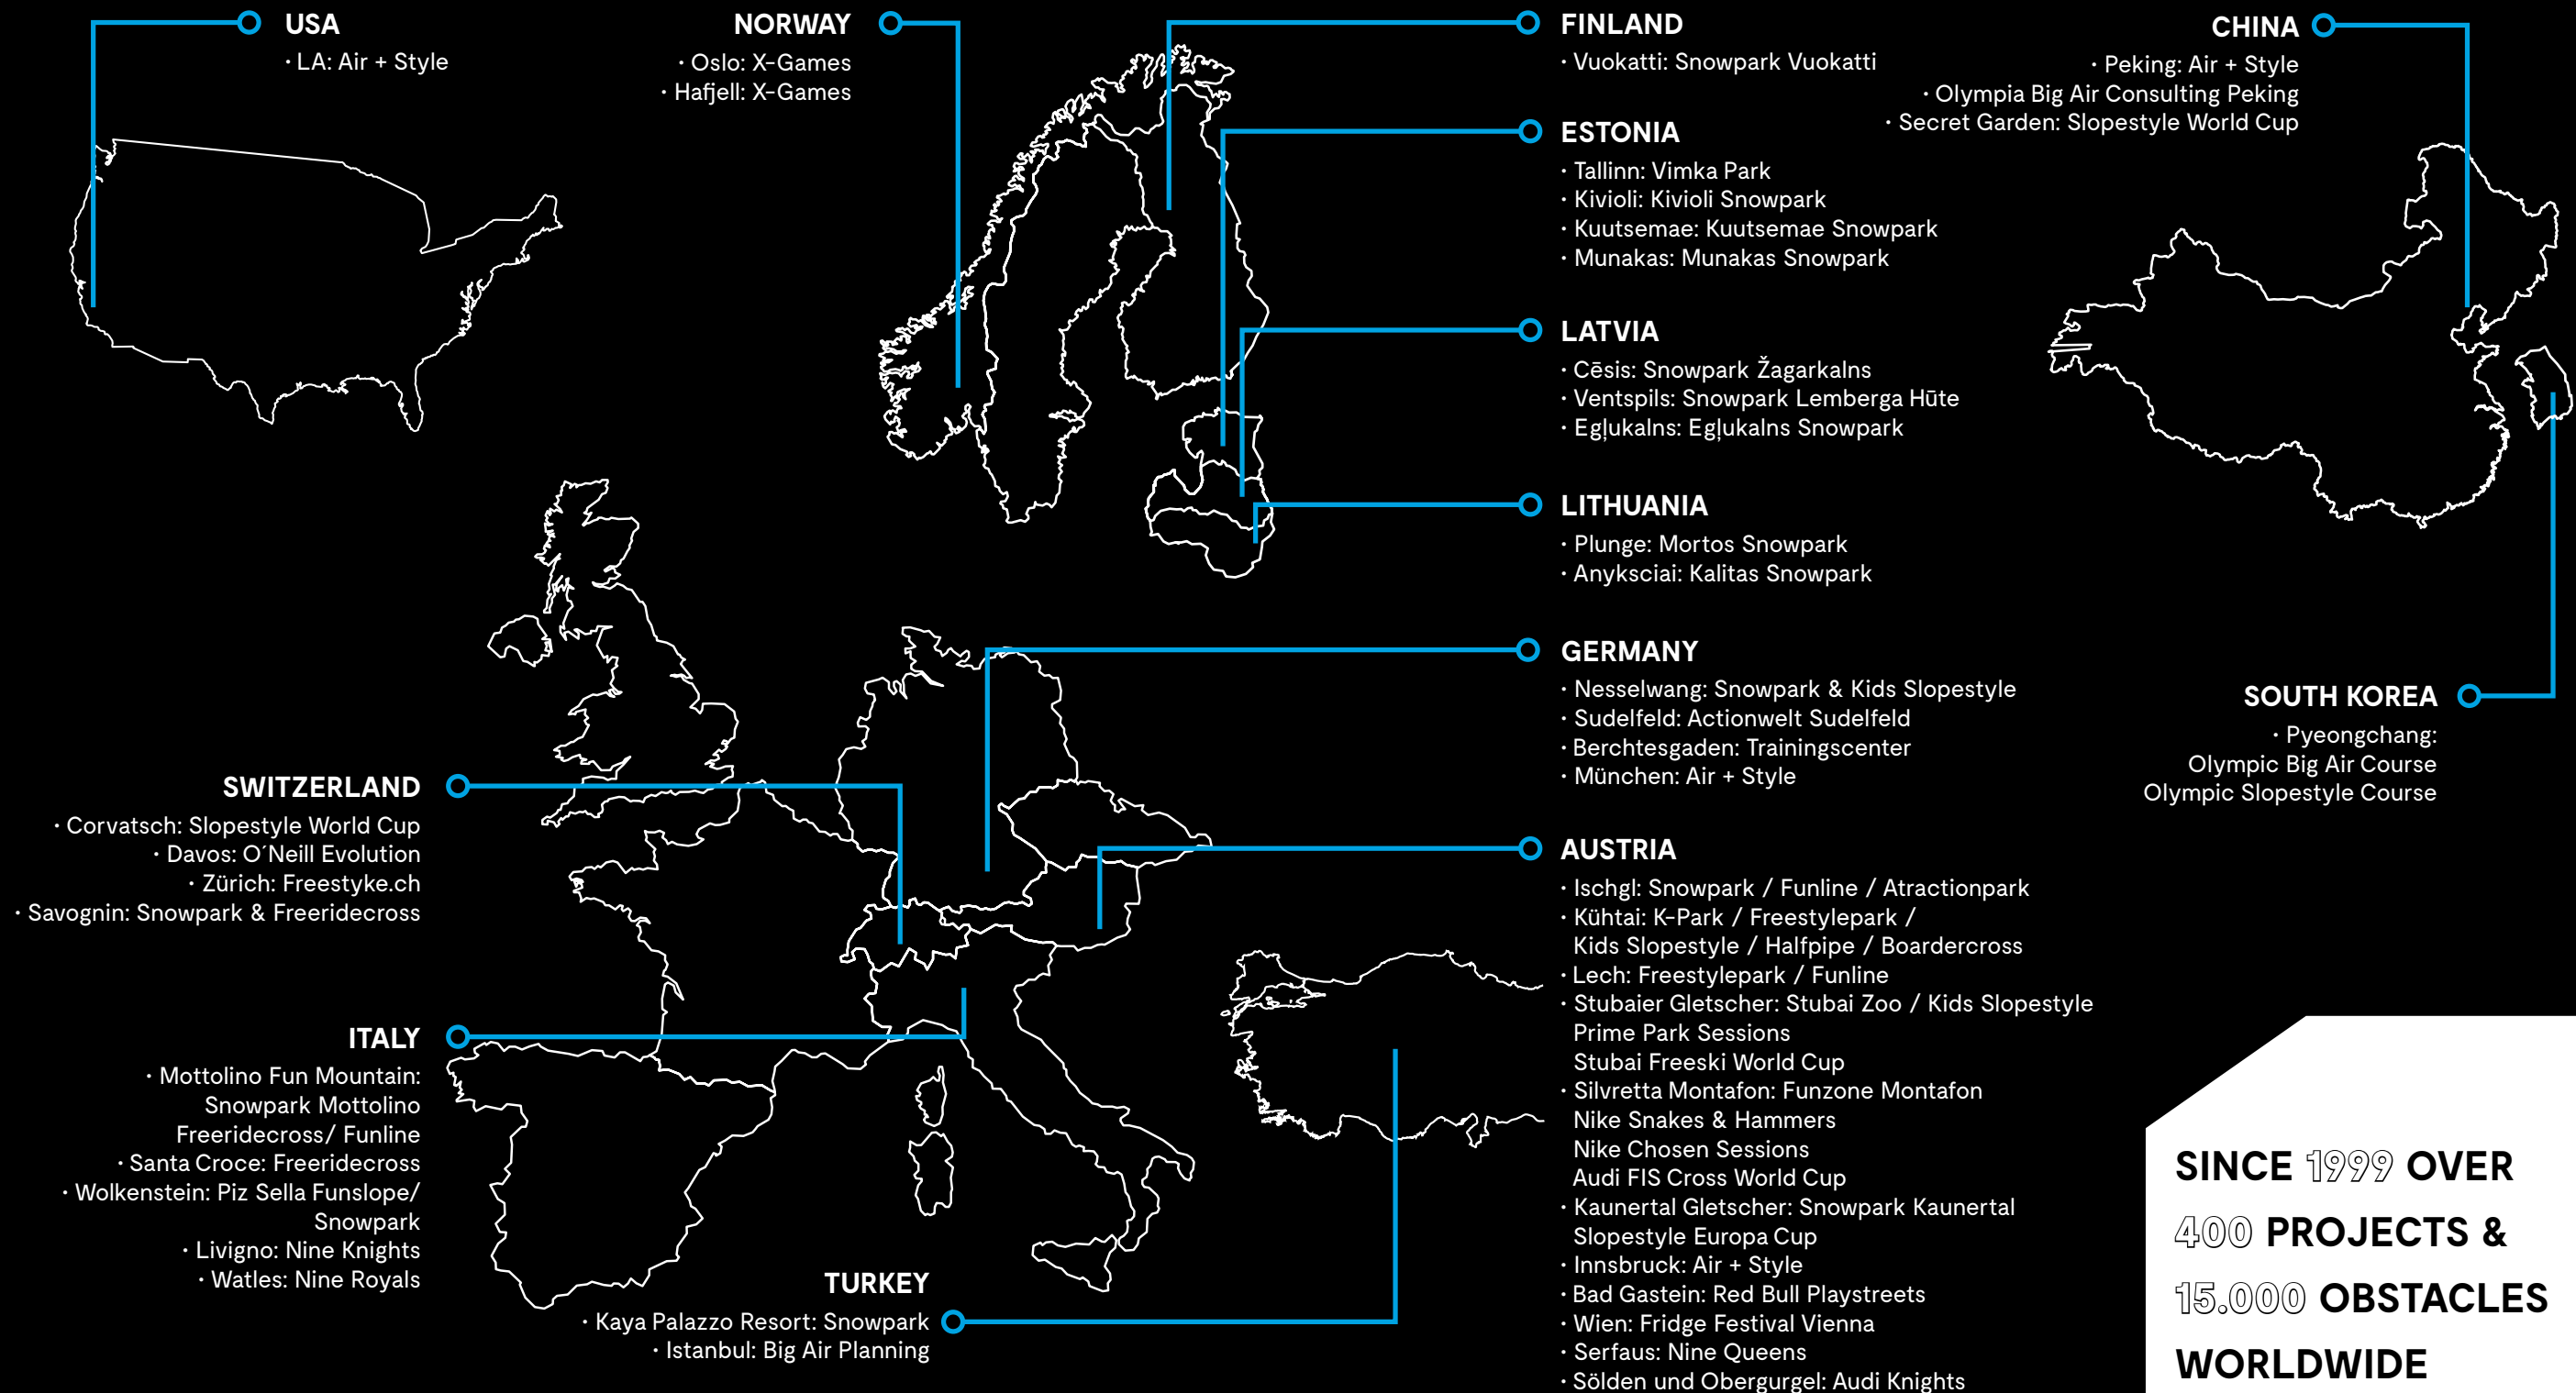 USA
· LA: Air + Style
NORWAY
· Oslo: X-Games
· Hafjell: X-Games
FINLAND
· Vuokatti: Snowpark Vuokatti
CHINA
· Peking: Air + Style
· Olympia Big Air Consulting Peking
· Secret Garden: Slopestyle World Cup
ESTONIA
· Tallinn: Vimka Park
· Kivioli: Kivioli Snowpark
· Kuutsemae: Kuutsemae Snowpark
· Munakas: Munakas Snowpark
LATVIA
· Cēsis: Snowpark Žagarkalns
· Ventspils: Snowpark Lemberga Hūte
· Egļukalns: Egļukalns Snowpark
LITHUANIA
· Plunge: Mortos Snowpark
· Anyksciai: Kalitas Snowpark
GERMANY
· Nesselwang: Snowpark & Kids Slopestyle
· Sudelfeld: Actionwelt Sudelfeld
· Berchtesgaden: Trainingscenter
· München: Air + Style
SOUTH KOREA
· Pyeongchang:
Olympic Big Air Course
Olympic Slopestyle Course
SWITZERLAND
· Corvatsch: Slopestyle World Cup
· Davos: O´Neill Evolution
· Zürich: Freestyke.ch
· Savognin: Snowpark & Freeridecross
AUSTRIA
· Ischgl: Snowpark / Funline / Atractionpark
· Kühtai: K-Park / Freestylepark /
Kids Slopestyle / Halfpipe / Boardercross
· Lech: Freestylepark / Funline
· Stubaier Gletscher: Stubai Zoo / Kids Slopestyle
Prime Park Sessions
Stubai Freeski World Cup
· Silvretta Montafon: Funzone Montafon
Nike Snakes & Hammers
Nike Chosen Sessions
Audi FIS Cross World Cup
· Kaunertal Gletscher: Snowpark Kaunertal
Slopestyle Europa Cup
· Innsbruck: Air + Style
· Bad Gastein: Red Bull Playstreets
· Wien: Fridge Festival Vienna
· Serfaus: Nine Queens
· Sölden und Obergurgel: Audi Knights
ITALY
· Mottolino Fun Mountain:
Snowpark Mottolino
Freeridecross/ Funline
· Santa Croce: Freeridecross
· Wolkenstein: Piz Sella Funslope/
Snowpark
· Livigno: Nine Knights
· Watles: Nine Royals
TURKEY
· Kaya Palazzo Resort: Snowpark
· Istanbul: Big Air Planning
SINCE 1999 OVER
400 PROJECTS &
15.000 OBSTACLES
WORLDWIDE